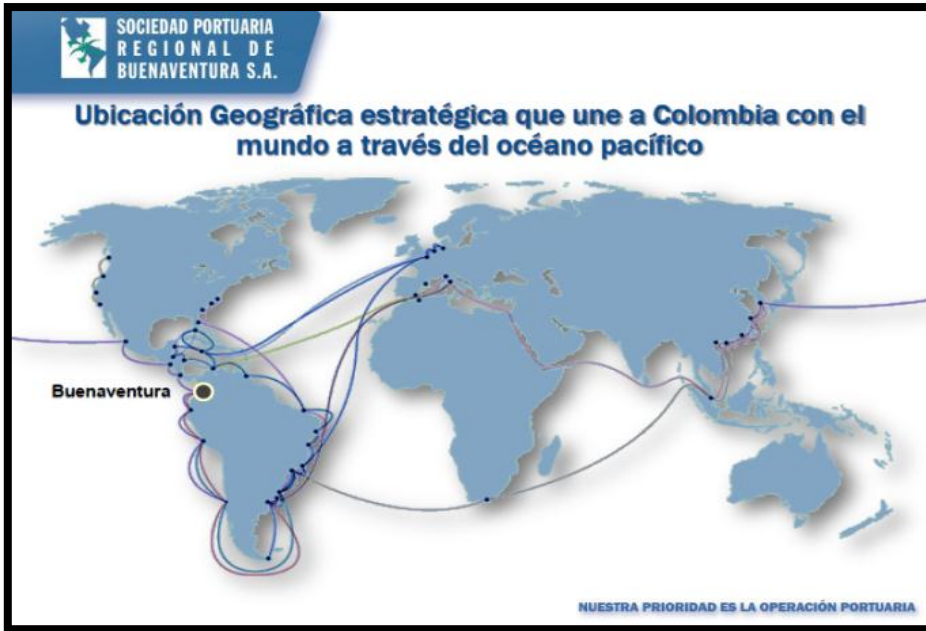 SOCIEDAD PORTUARIA
REGIONAL DE
BUENAVENTURA S.A.
Ubicación Geográfica estratégica que une a Colombia con el
mundo a través del océano pacífico
Buenaventura
NUESTRA PRIORIDAD ES LA OPERACIÓN PORTUARIA